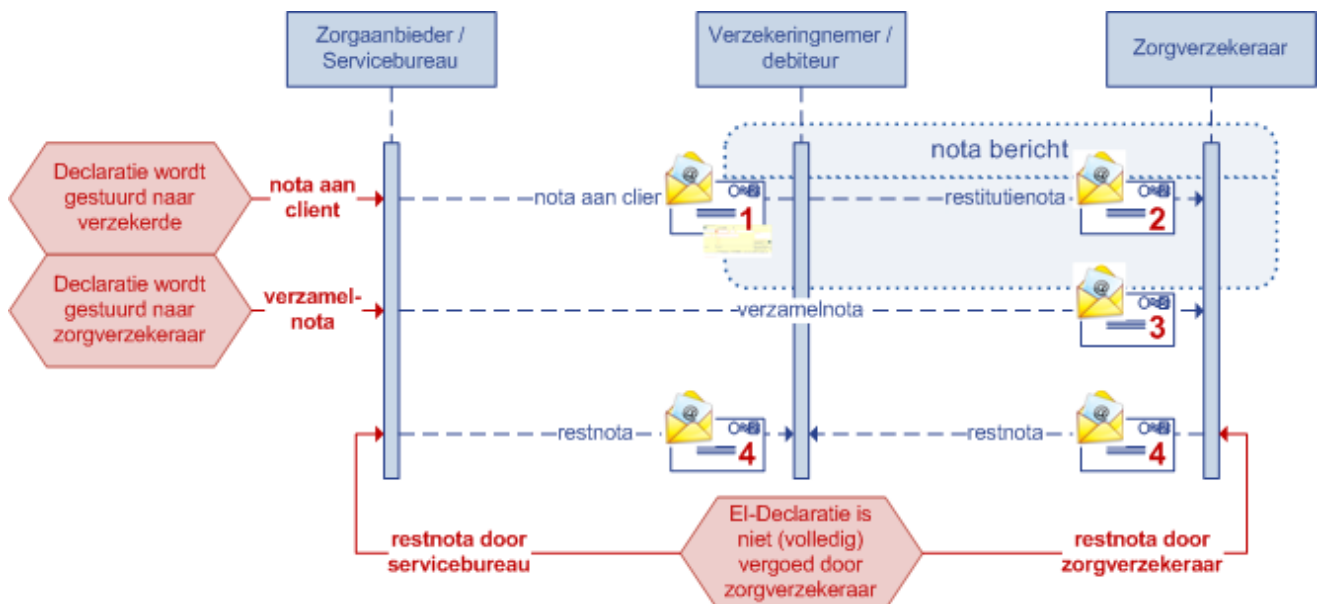 Zorgaanbieder /
Servicebureau
Verzekeringnemer /
debiteur
Zorgverzekeraar
nota bericht
Declaratie wordt
gestuurd naar
verzekerde
nota aan
client
nota aan clier
1
restitutienota
2
Declaratie wordt
gestuurd naar
zorgverzekeraar
verzamel-
nota
verzamelnota
3
restnota
4
restnota
4
restnota door
servicebureau
EI-Declaratie is
niet (volledig)
vergoed door
zorgverzekeraar
restnota door
zorgverzekeraar